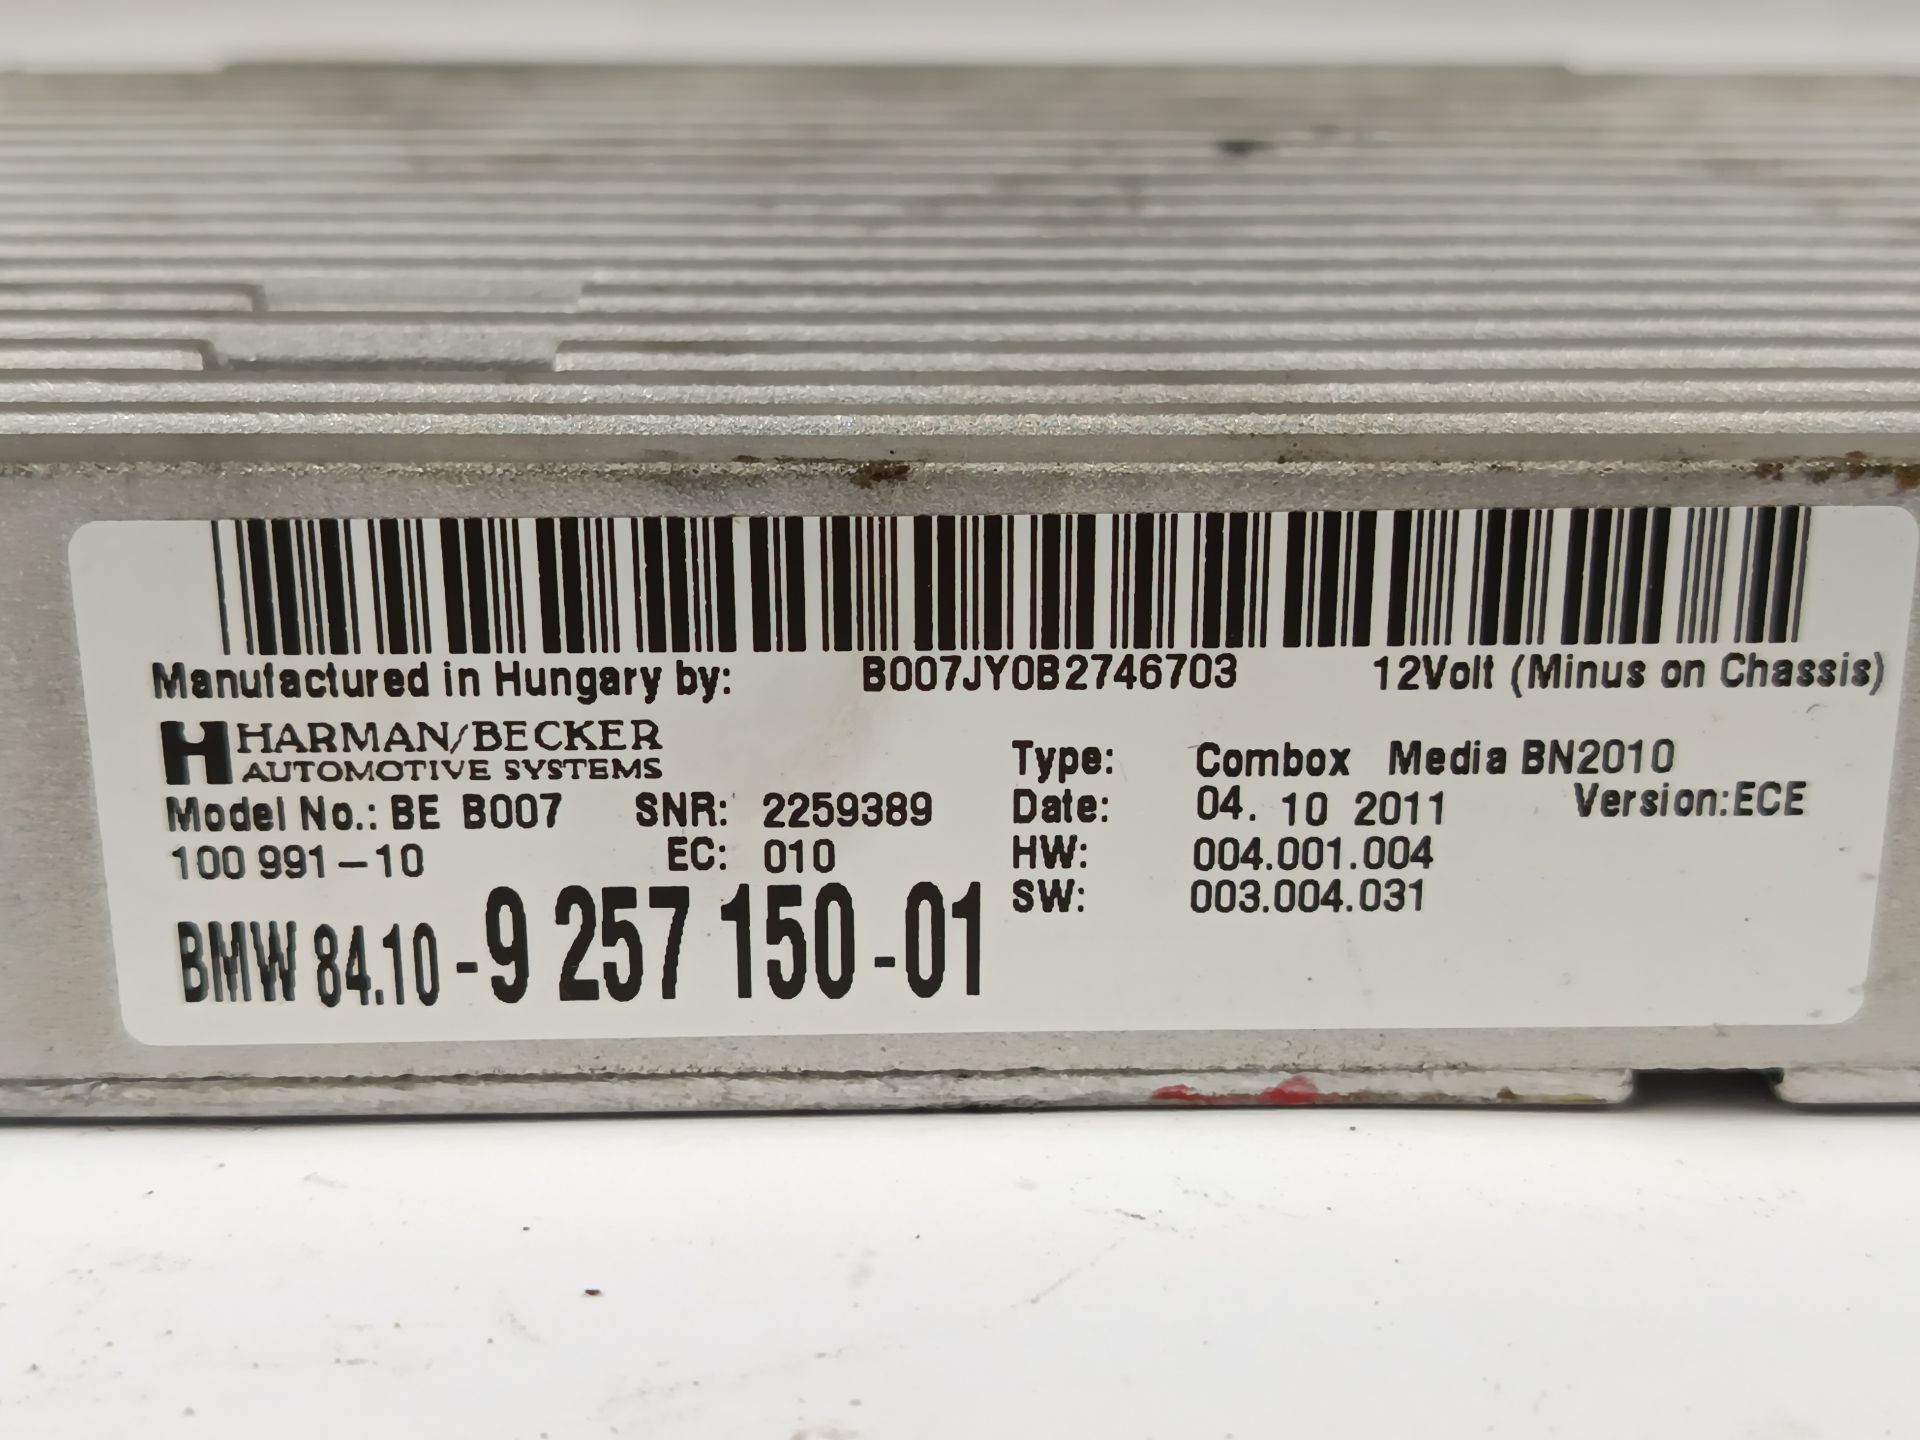 Manufactured in Hungary by: B007JY0B2746703 12Volt (Minus on Chassis)
HARMAN/BECKER
AUTOMOTIVE SYSTEMS
Type: Combox Media BN2010
Model No.: BE B007 SNR: 2259389 Date: 04. 10 2011 Version:ECE
100 991-10 EC: 010 HW: 004.001.004
SW: 003.004.031
BMW 84.10-9 257 150-01